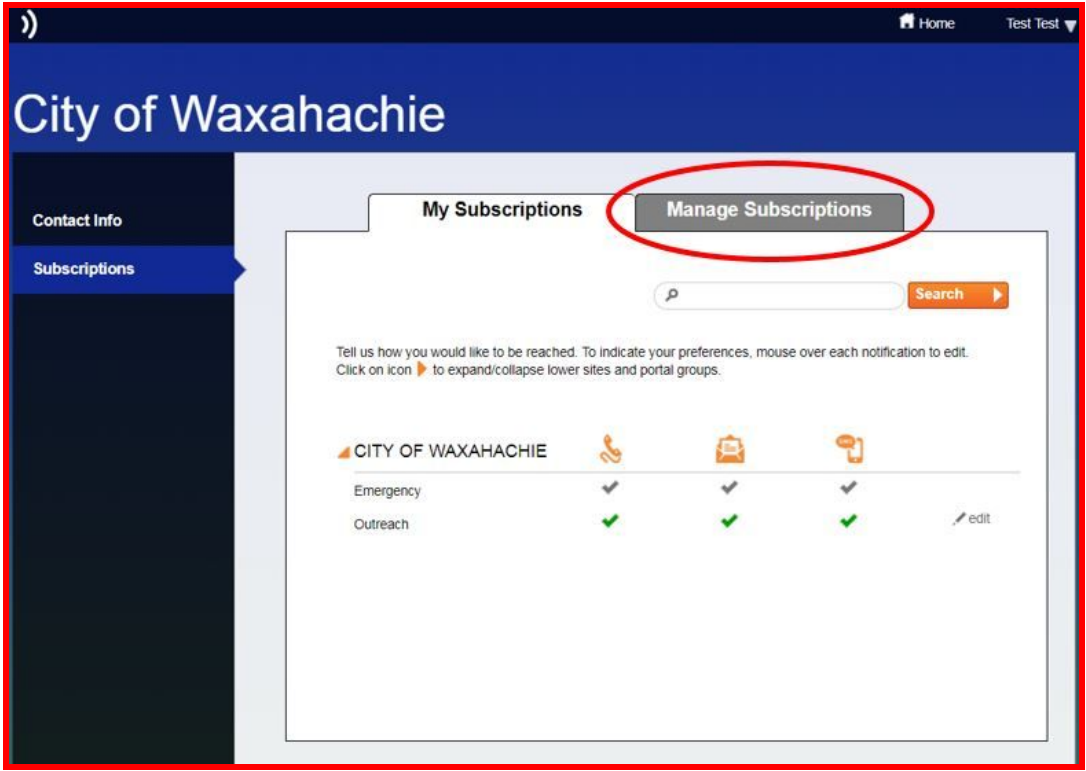 Home Test Test
City of Waxahachie
Contact Info
Subscriptions
My Subscriptions Manage Subscriptions
Search
Tell us how you would like to be reached. To indicate your preferences, mouse over each notification to edit.
Click on icon to expand/collapse lower sites and portal groups.
CITY OF WAXAHACHIE
Emergency
Outreach edit